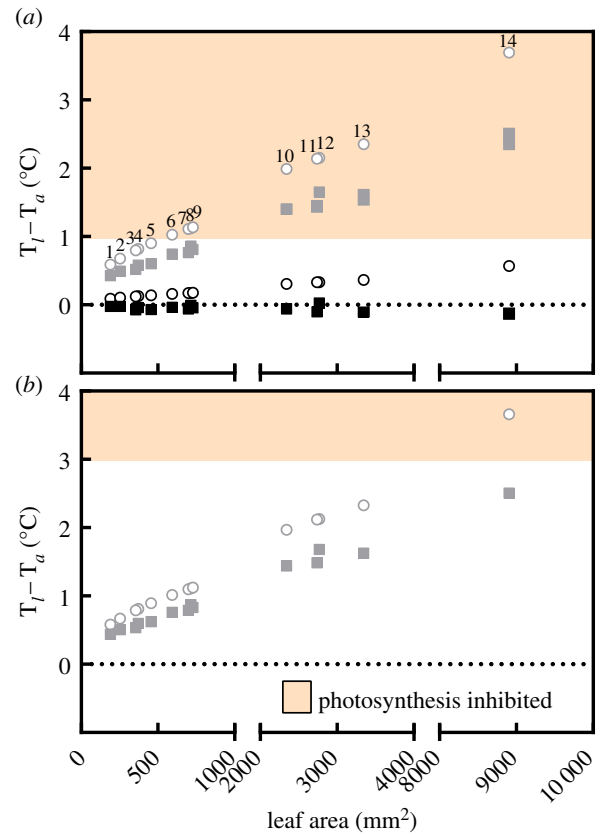 (a)
4
3
2
1
0
T_l – T_a (°C)
1 2 3 4 5 6 7 8 9 10 11 12 13 14
(b)
4
3
2
1
0
T_l – T_a (°C)
photosynthesis inhibited
0 500 1000 2000 3000 4000 8000 9000 10 000
leaf area (mm²)